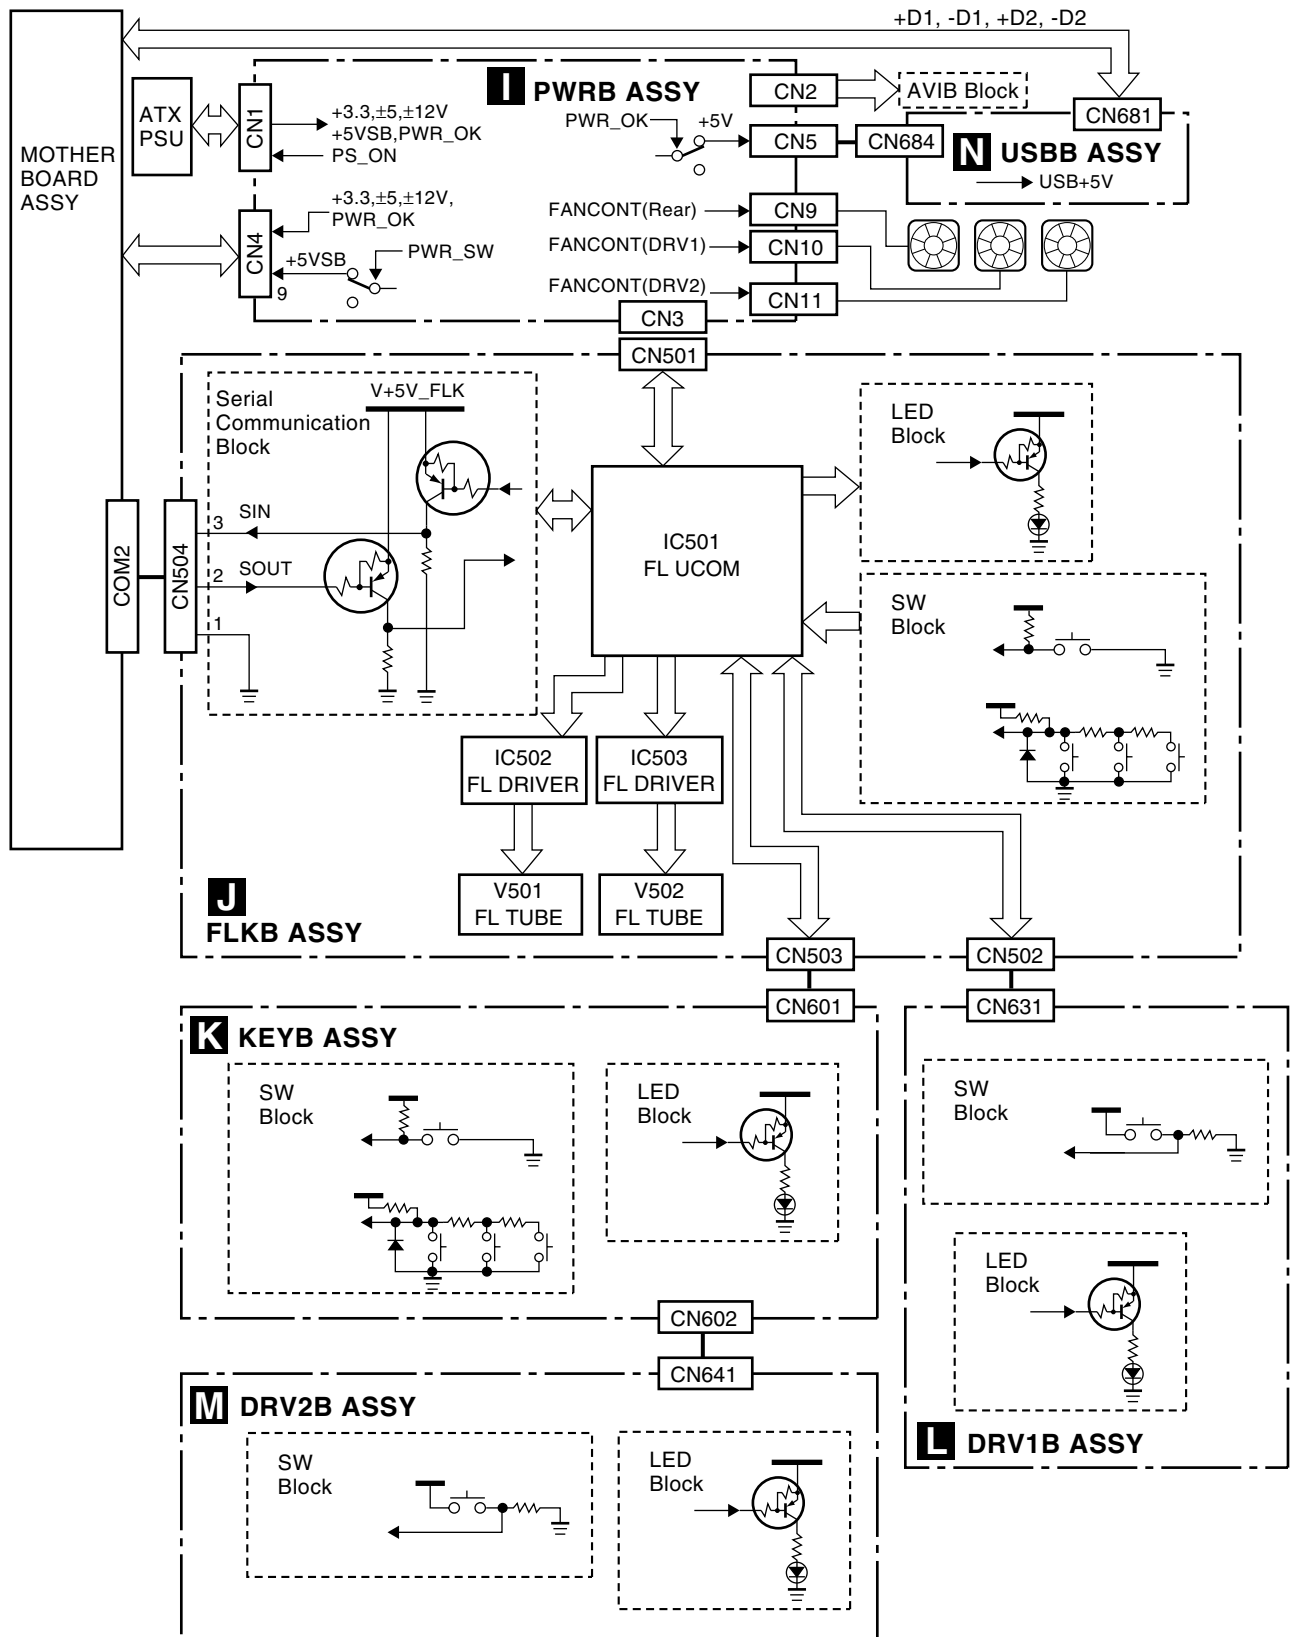 +D1, -D1, +D2, -D2
MOTHER
BOARD
ASSY
ATX
PSU
CN1
+3.3,±5,±12V
+5VSB,PWR_OK
PS_ON
I PWRB ASSY
PWR_OK
+5V
CN2
AVIB Block
CN5
CN684
CN681
N USBB ASSY
USB+5V
CN4
+3.3,±5,±12V,
PWR_OK
+5VSB
PWR_SW
9
FANCONT(Rear)
CN9
FANCONT(DRV1)
CN10
FANCONT(DRV2)
CN11
CN3
CN501
Serial
Communication
Block
V+5V_FLK
LED
Block
COM2
CN504
3
SIN
2
SOUT
1
IC501
FL UCOM
SW
Block
IC502
FL DRIVER
IC503
FL DRIVER
V501
FL TUBE
V502
FL TUBE
J
FLKB ASSY
CN503
CN502
CN601
CN631
K KEYB ASSY
SW
Block
LED
Block
SW
Block
LED
Block
L DRV1B ASSY
CN602
CN641
M DRV2B ASSY
SW
Block
LED
Block